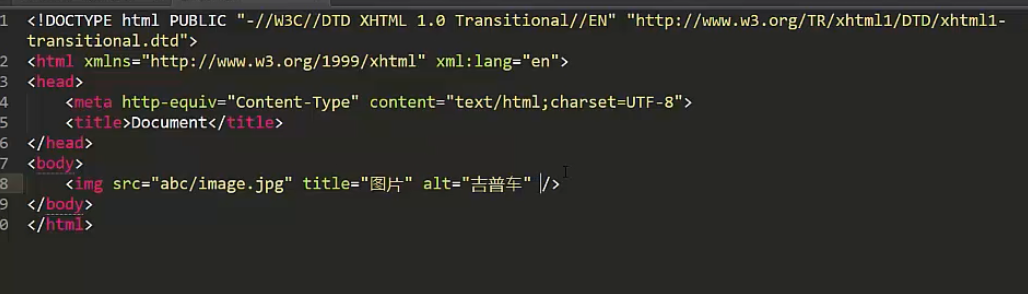 1 <!DOCTYPE html PUBLIC "-//W3C//DTD XHTML 1.0 Transitional//EN" "http://www.w3.org/TR/xhtml1/DTD/xhtml1-
transitional.dtd">
2 <html xmlns="http://www.w3.org/1999/xhtml" xml:lang="en">
3 <head>
4     <meta http-equiv="Content-Type" content="text/html;charset=UTF-8">
5     <title>Document</title>
6 </head>
7 <body>
8     <img src="abc/image.jpg" title="图片" alt="吉普车" />
9 </body>
0 </html>